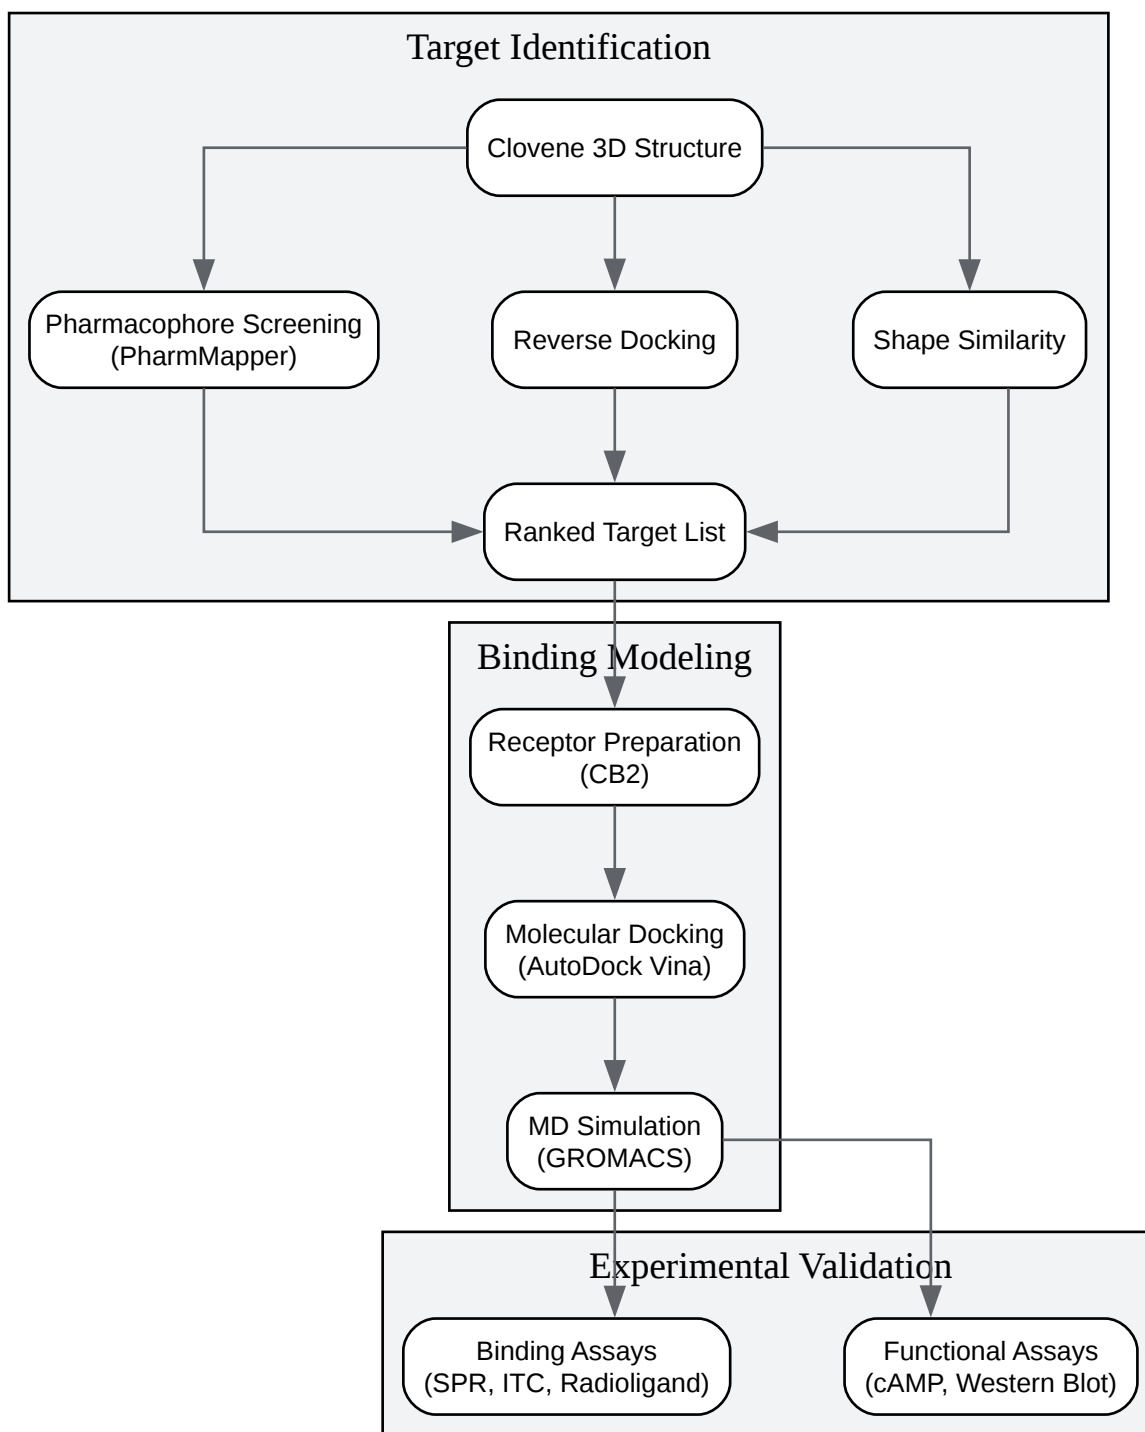 Target Identification
Clovene 3D Structure
Pharmacophore Screening
(PharmMapper)
Reverse Docking
Shape Similarity
Ranked Target List
Binding Modeling
Receptor Preparation
(CB2)
Molecular Docking
(AutoDock Vina)
MD Simulation
(GROMACS)
Experimental Validation
Binding Assays
(SPR, ITC, Radioligand)
Functional Assays
(cAMP, Western Blot)